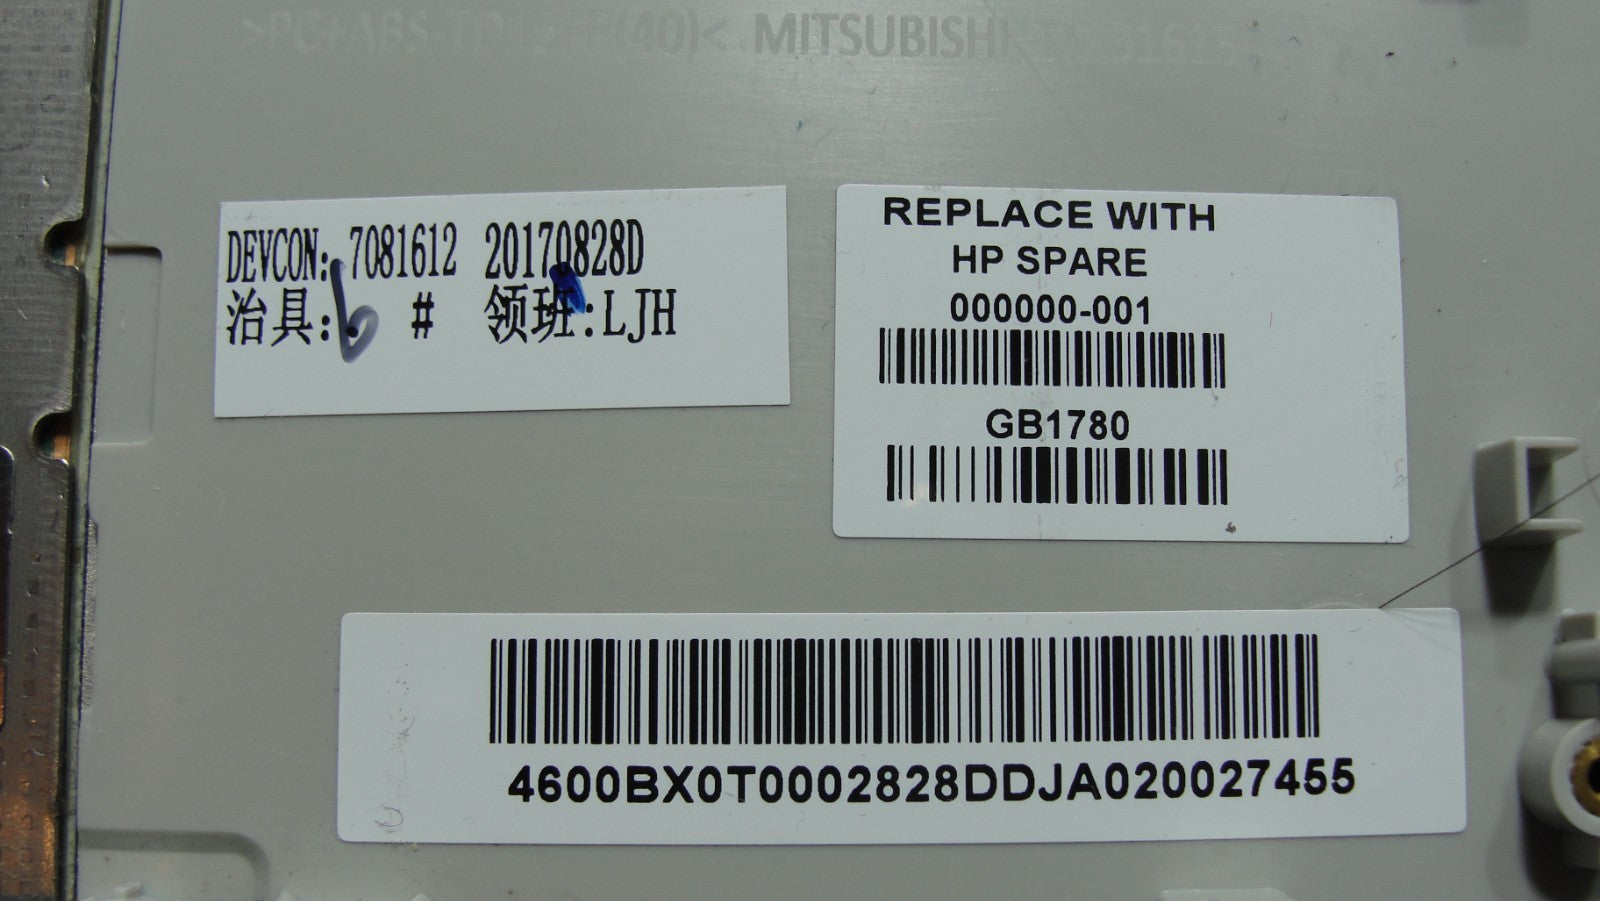 MITSUBISHI
DEVCON: 7081612 20170828D
治具: 6 # 领班:LJH
REPLACE WITH
HP SPARE
000000-001
GB1780
4600BX0T0002828DDJA020027455